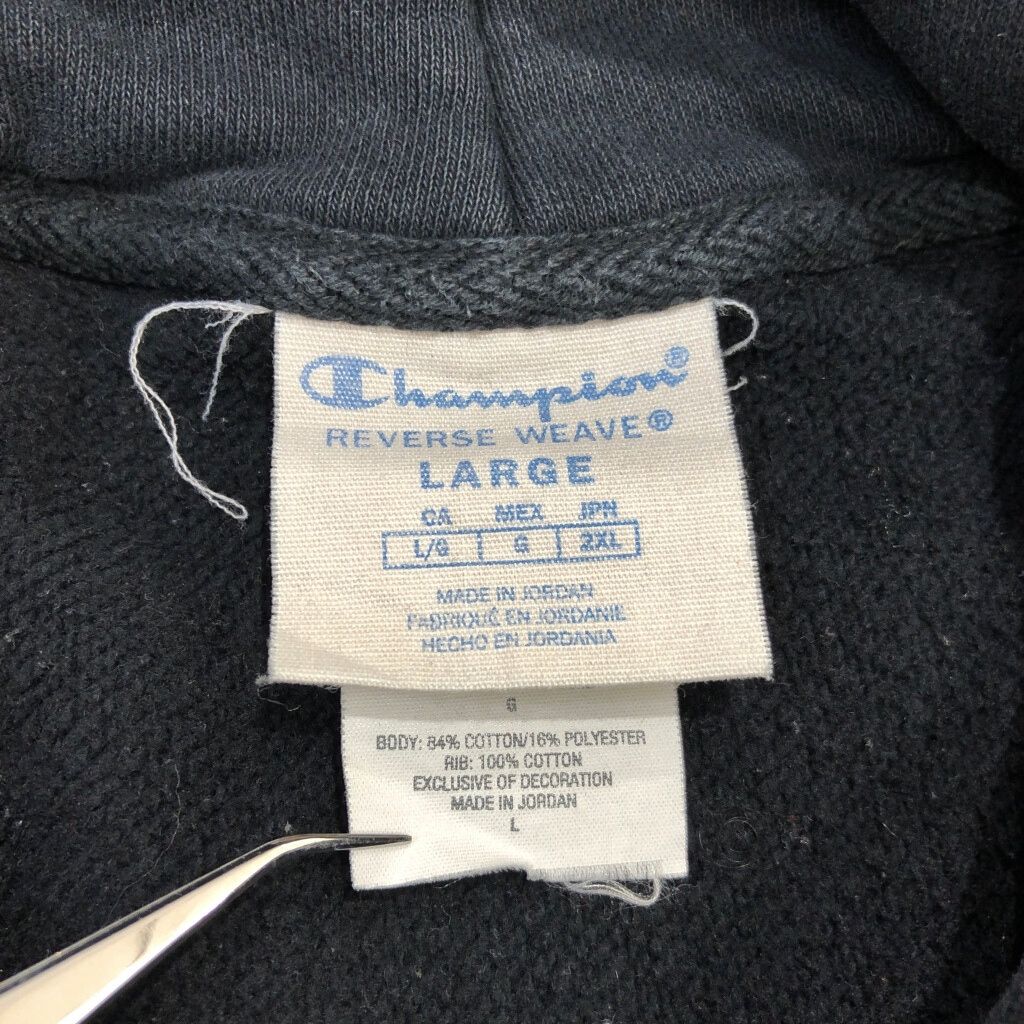 Champion®
REVERSE WEAVE®
LARGE
CA MEX JPN
L/G G 2XL
MADE IN JORDAN
FABRIQUÉ EN JORDANIE
HECHO EN JORDANIA
G
BODY: 84% COTTON/16% POLYESTER
RIB: 100% COTTON
EXCLUSIVE OF DECORATION
MADE IN JORDAN
L